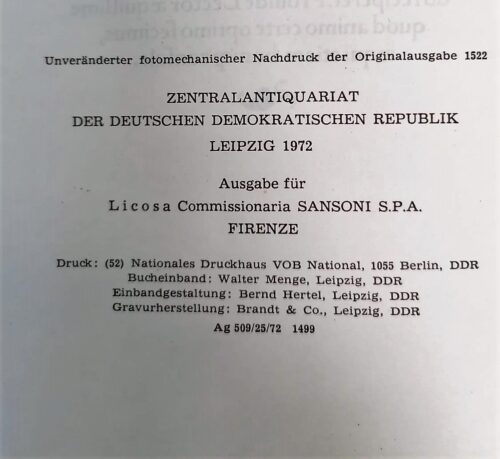 Unveränderter fotomechanischer Nachdruck der Originalausgabe 1522
ZENTRALANTIQUARIAT
DER DEUTSCHEN DEMOKRATISCHEN REPUBLIK
LEIPZIG 1972
Ausgabe für
Licosa Commissionaria SANSONI S.P.A.
FIRENZE
Druck: (52) Nationales Druckhaus VOB National, 1055 Berlin, DDR
Bucheinband: Walter Menge, Leipzig, DDR
Einbandgestaltung: Bernd Hertel, Leipzig, DDR
Gravurherstellung: Brandt & Co., Leipzig, DDR
Ag 509/25/72 1499